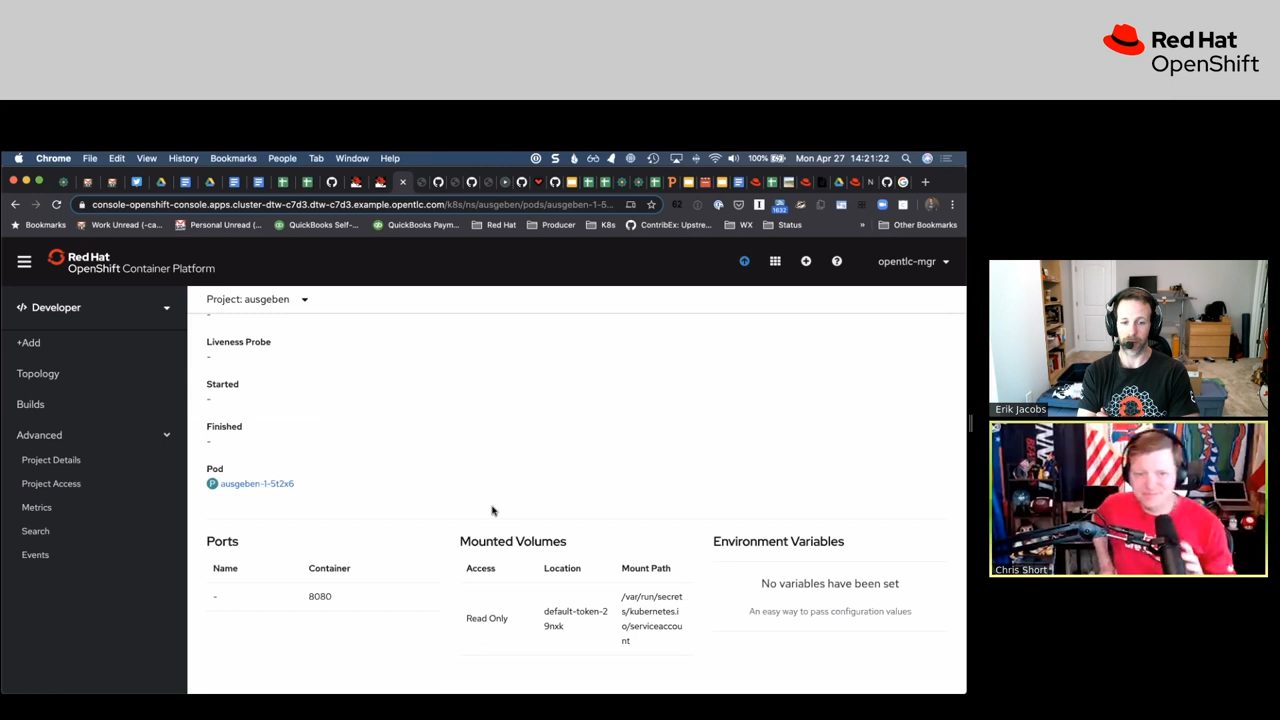 Red Hat
OpenShift
Chrome File Edit View History Bookmarks People Tab Window Help 100% Mon Apr 27 14:21:22
console-openshift-console.apps.cluster-dtw-c7d3.dtw-c7d3.example.opentlc.com/k8s/ns/ausgeben/pods/ausgeben-1-5... 62 1632
Bookmarks Work Unread (-ca... Personal Unread (... QuickBooks Self-... QuickBooks Paym... Red Hat Producer K8s ContribEx: Upstre... WX Status » Other Bookmarks
Red Hat
OpenShift Container Platform
opentlc-mgr
</> Developer
Project: ausgeben
+Add
Topology
Builds
Advanced
Project Details
Project Access
Metrics
Search
Events
-
Liveness Probe
-
Started
-
Finished
-
Pod
P ausgeben-1-5t2x6
Ports
Name Container
- 8080
Mounted Volumes
Access Location Mount Path
Read Only
default-token-2
9nxk
/var/run/secret
s/kubernetes.i
o/serviceaccou
nt
Environment Variables
No variables have been set
An easy way to pass configuration values
Erik Jacobs
Chris Short